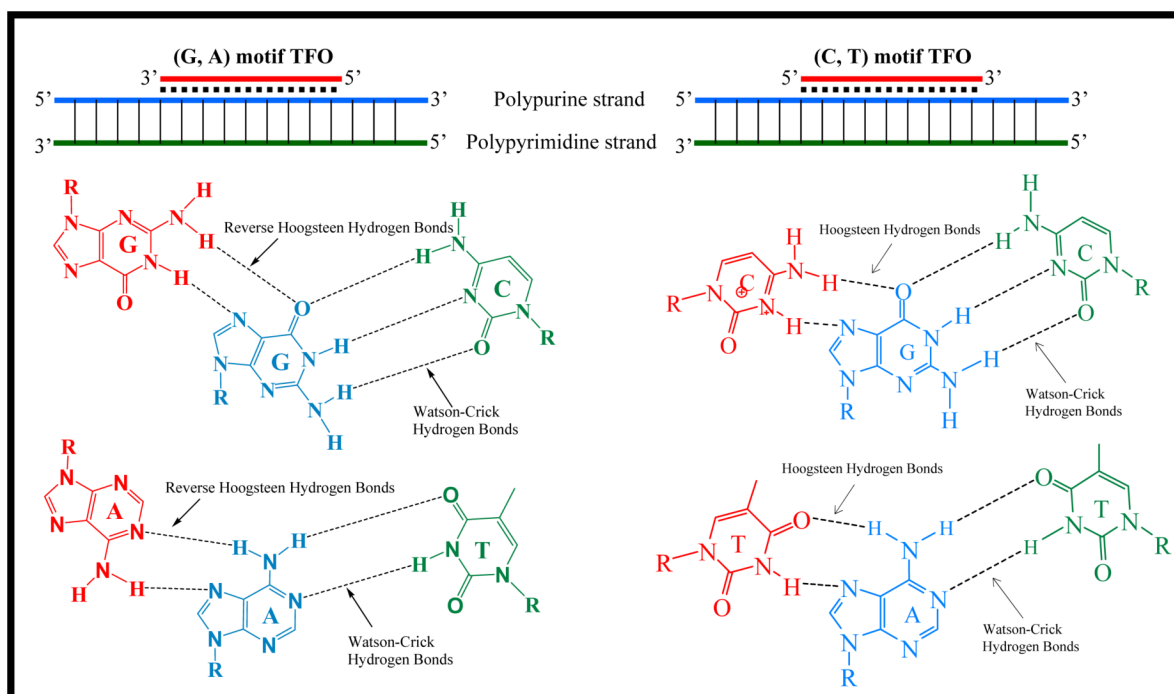 (G, A) motif TFO
3’ 5’
5’ 3’
3’ 5’
Polypurine strand
Polypyrimidine strand
(C, T) motif TFO
5’ 3’
5’ 3’
3’ 5’
R
N N N H
G H
N N H
O
Reverse Hoogsteen Hydrogen Bonds
H
H N
N C
N
O R
N O
G N H
N N N H
R H
Watson-Crick
Hydrogen Bonds
R
N N
A
N N
N
H H
Reverse Hoogsteen Hydrogen Bonds
H H
N
N N
A
N N
R
O
H N T
O N
R
Watson-Crick
Hydrogen Bonds
Hoogsteen Hydrogen Bonds
H
N C N H
R ⊕
O N H
+
H N
N C
N
O R
O
N N H
G
N N N H
R H
Watson-Crick
Hydrogen Bonds
Hoogsteen Hydrogen Bonds
O
T
R N N H
O
H H
N
N N
A
N N
R
O
T
H N N
O R
Watson-Crick
Hydrogen Bonds